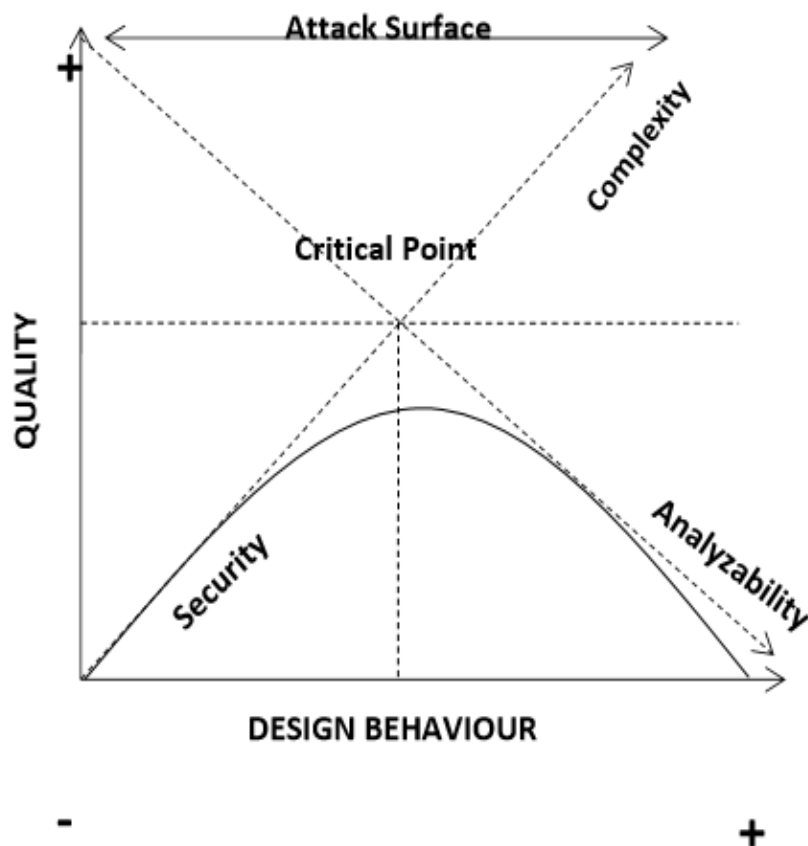 Attack Surface
+
Complexity
Critical Point
QUALITY
Security
Analyzability
DESIGN BEHAVIOUR
-
+